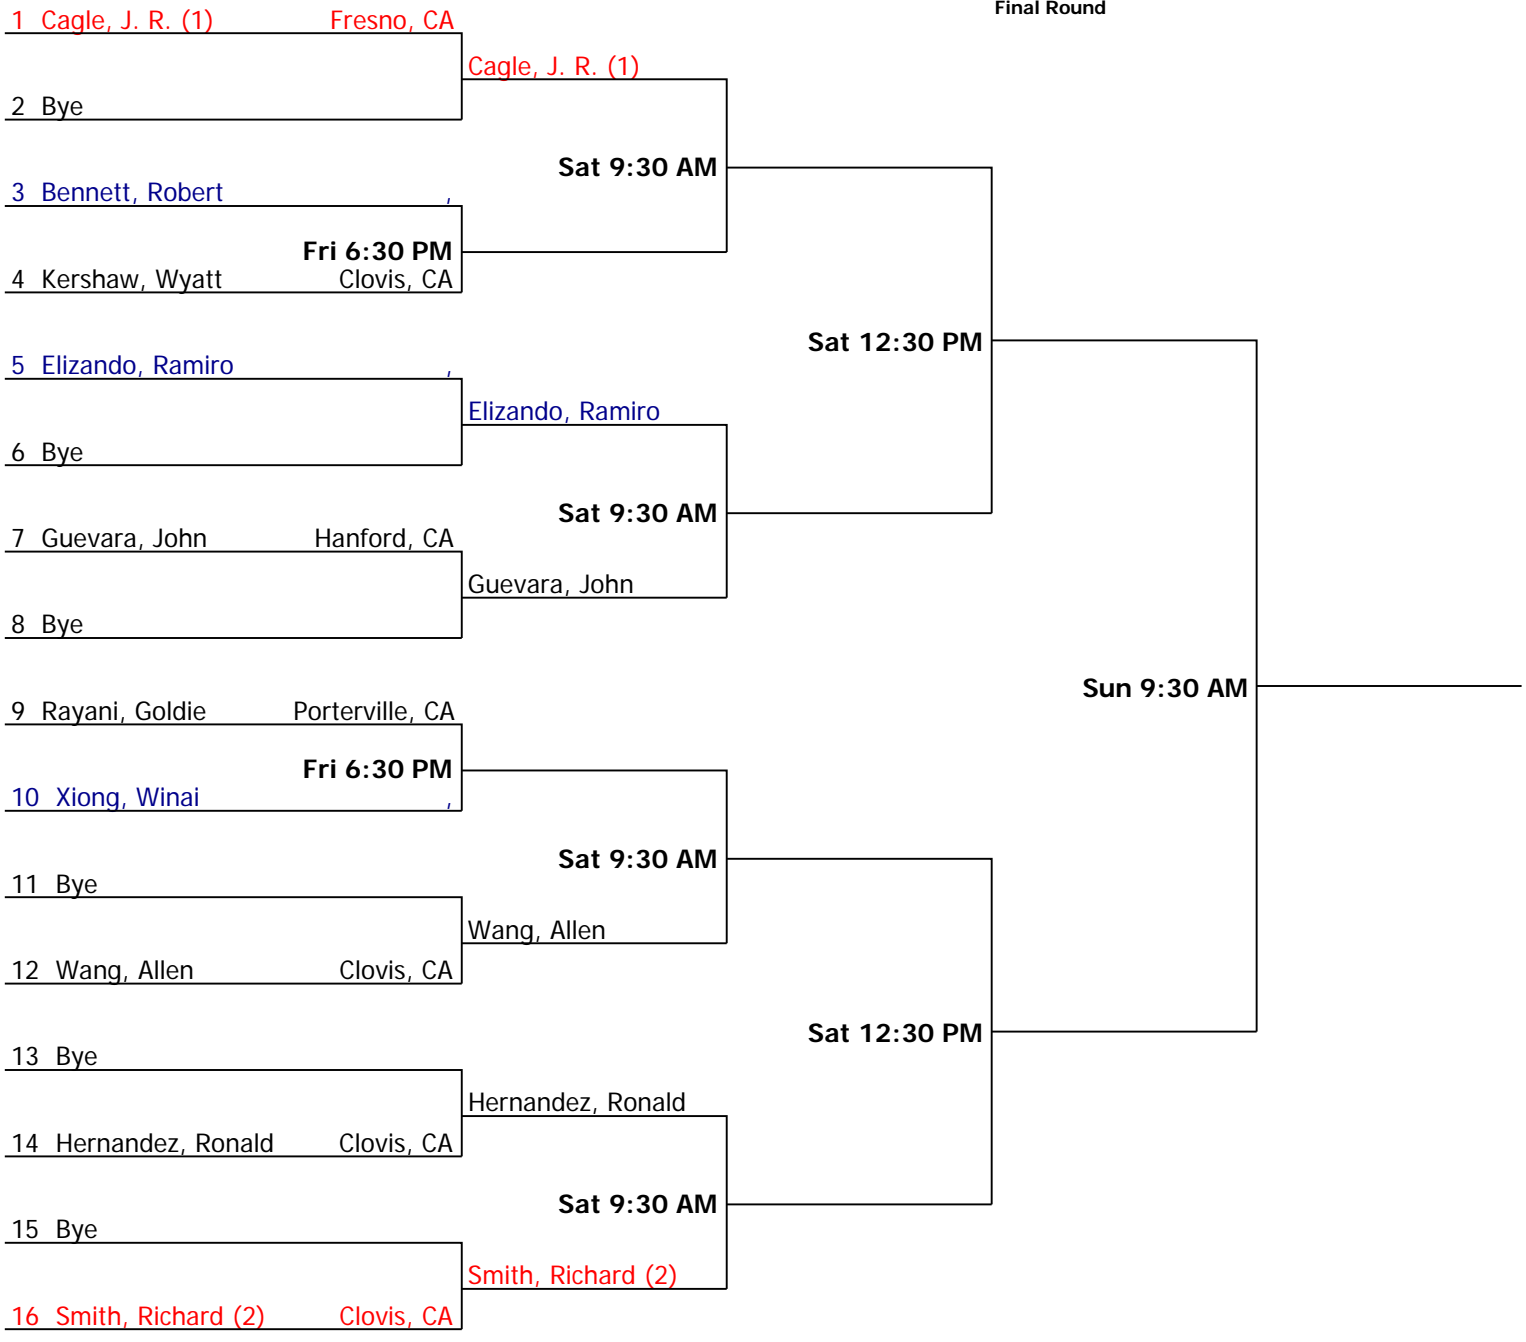 Final Round
1 Cagle, J. R. (1) Fresno, CA
Cagle, J. R. (1)
2 Bye
Sat 9:30 AM
3 Bennett, Robert ,
Fri 6:30 PM
4 Kershaw, Wyatt Clovis, CA
Sat 12:30 PM
5 Elizando, Ramiro ,
Elizando, Ramiro
6 Bye
Sat 9:30 AM
7 Guevara, John Hanford, CA
Guevara, John
8 Bye
Sun 9:30 AM
9 Rayani, Goldie Porterville, CA
Fri 6:30 PM
10 Xiong, Winai ,
Sat 9:30 AM
11 Bye
Wang, Allen
12 Wang, Allen Clovis, CA
Sat 12:30 PM
13 Bye
Hernandez, Ronald
14 Hernandez, Ronald Clovis, CA
Sat 9:30 AM
15 Bye
Smith, Richard (2)
16 Smith, Richard (2) Clovis, CA